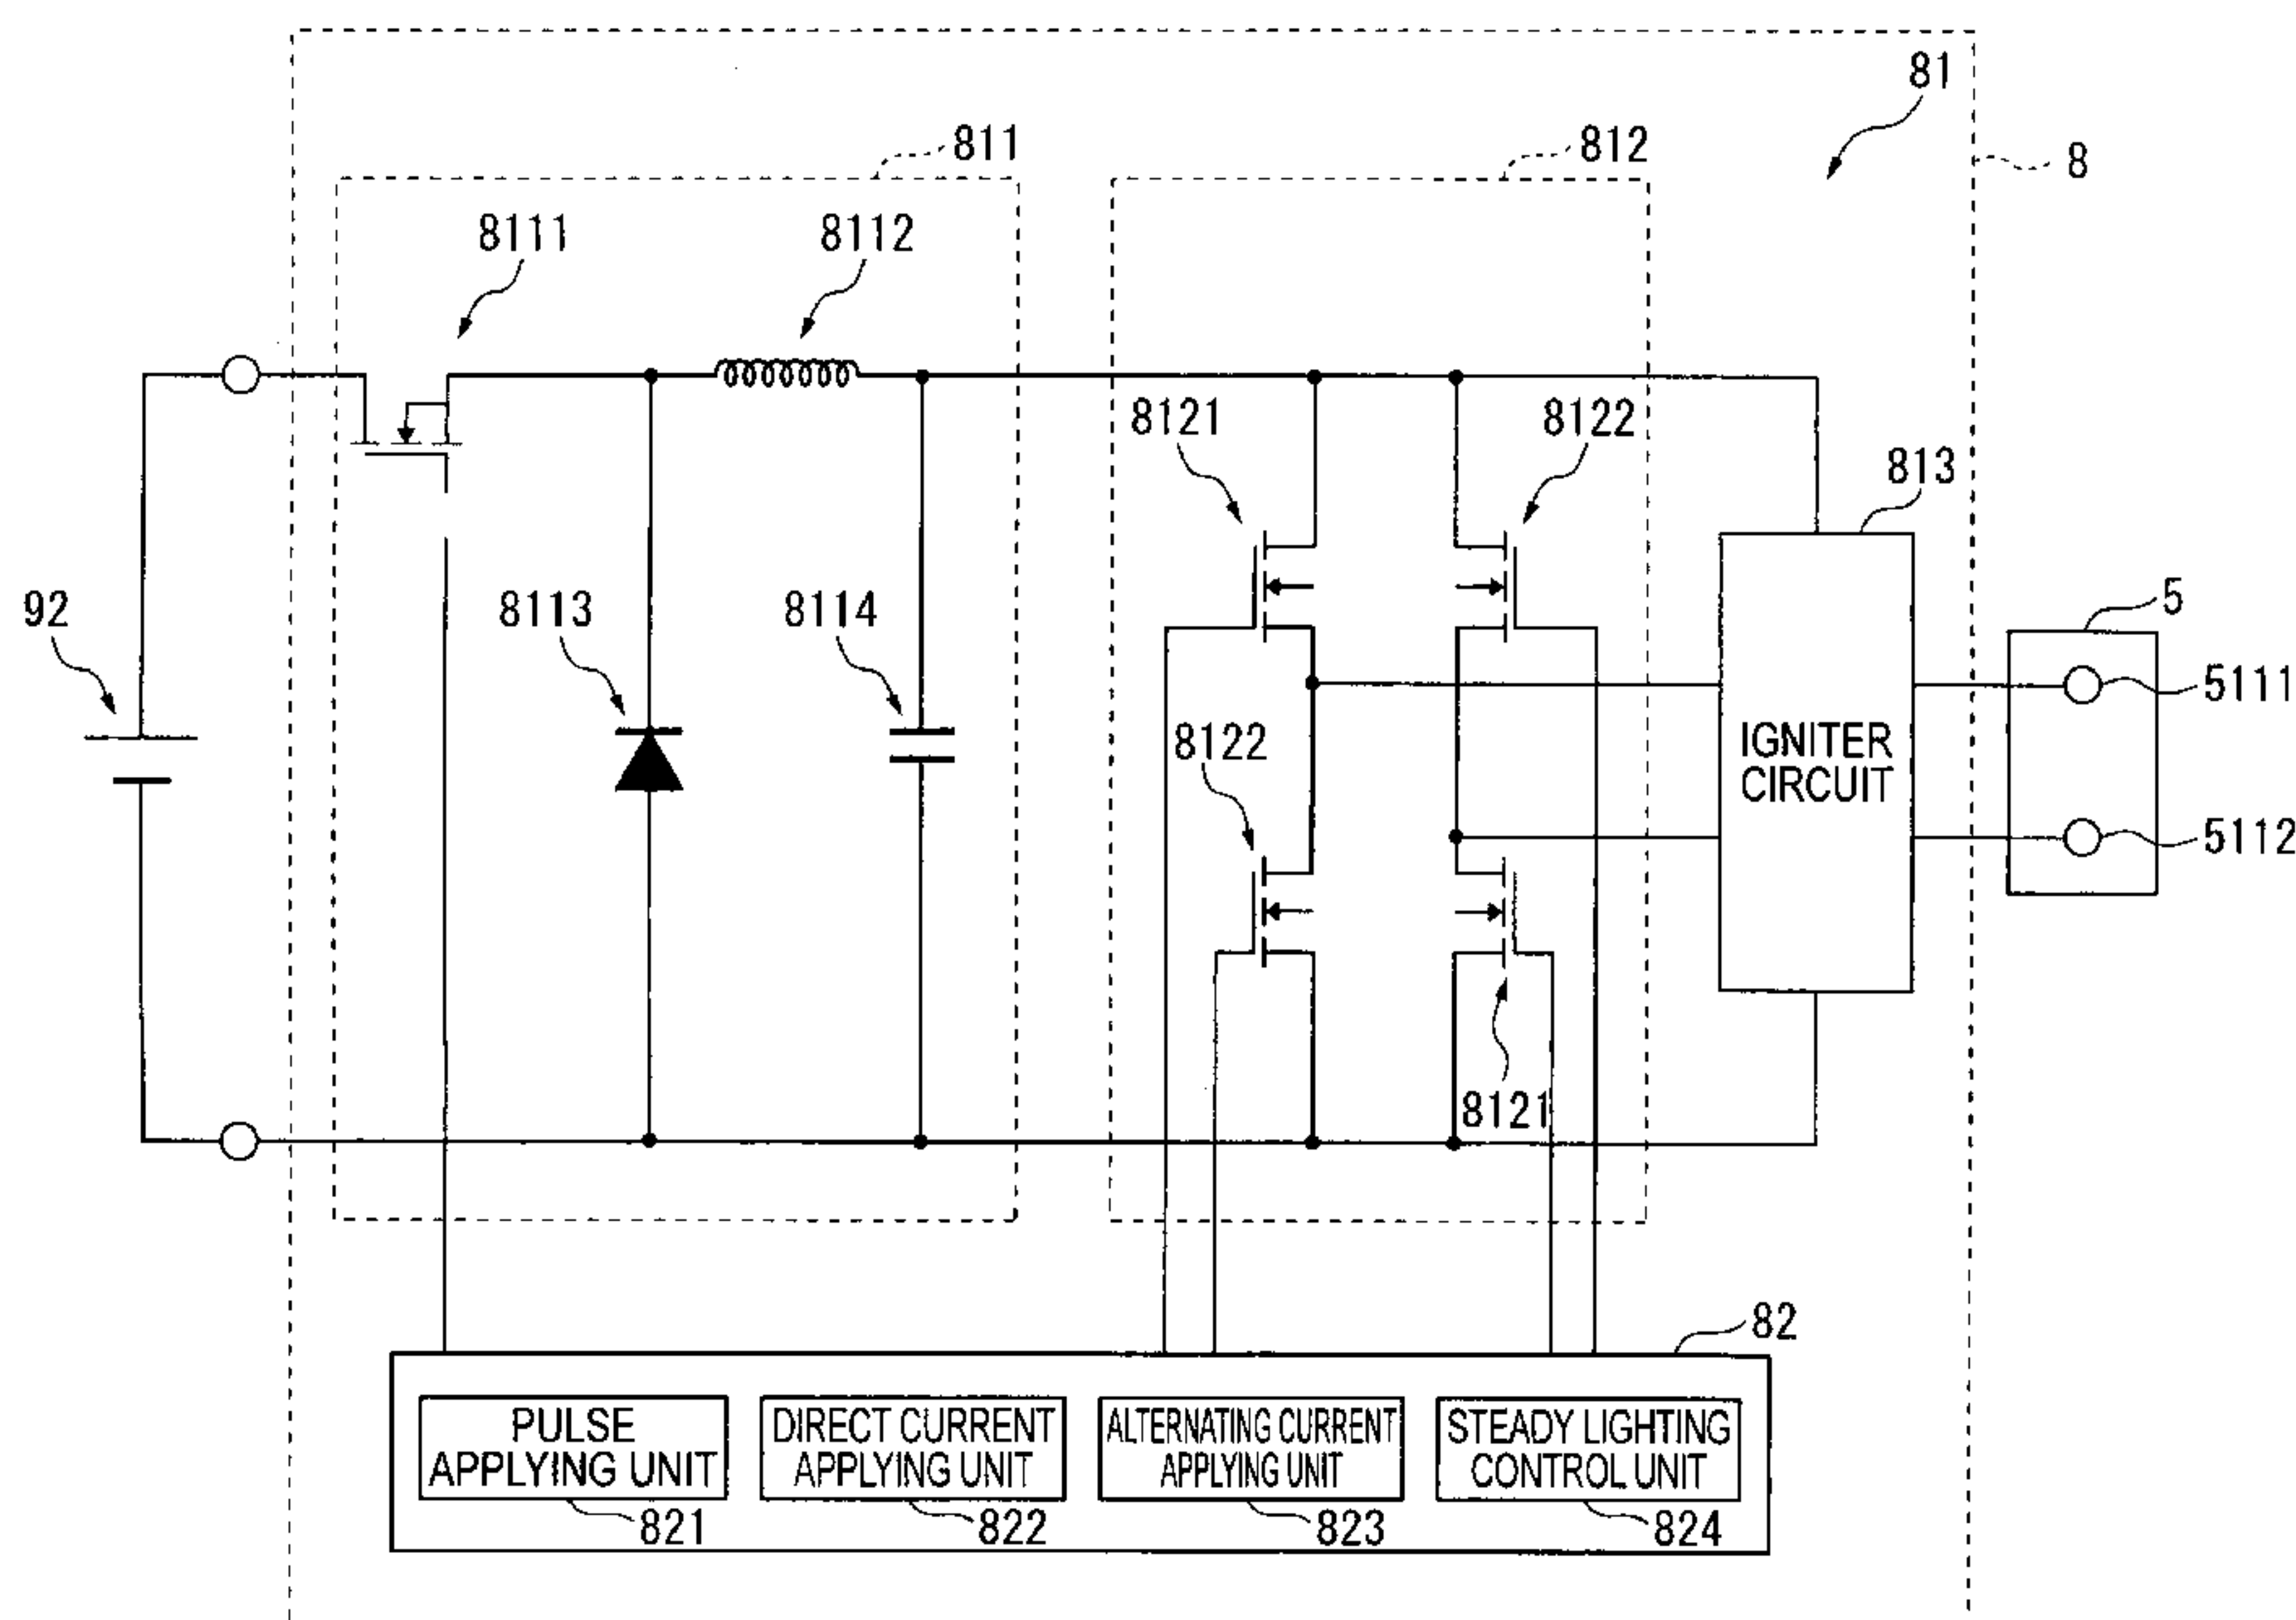 81
811
812
8
8111
8112
8121
8122
813
92
8113
8114
5
5111
8122
IGNITER
CIRCUIT
5112
8121
82
PULSE
APPLYING UNIT
DIRECT CURRENT
APPLYING UNIT
ALTERNATING CURRENT
APPLYING UNIT
STEADY LIGHTING
CONTROL UNIT
821
822
823
824